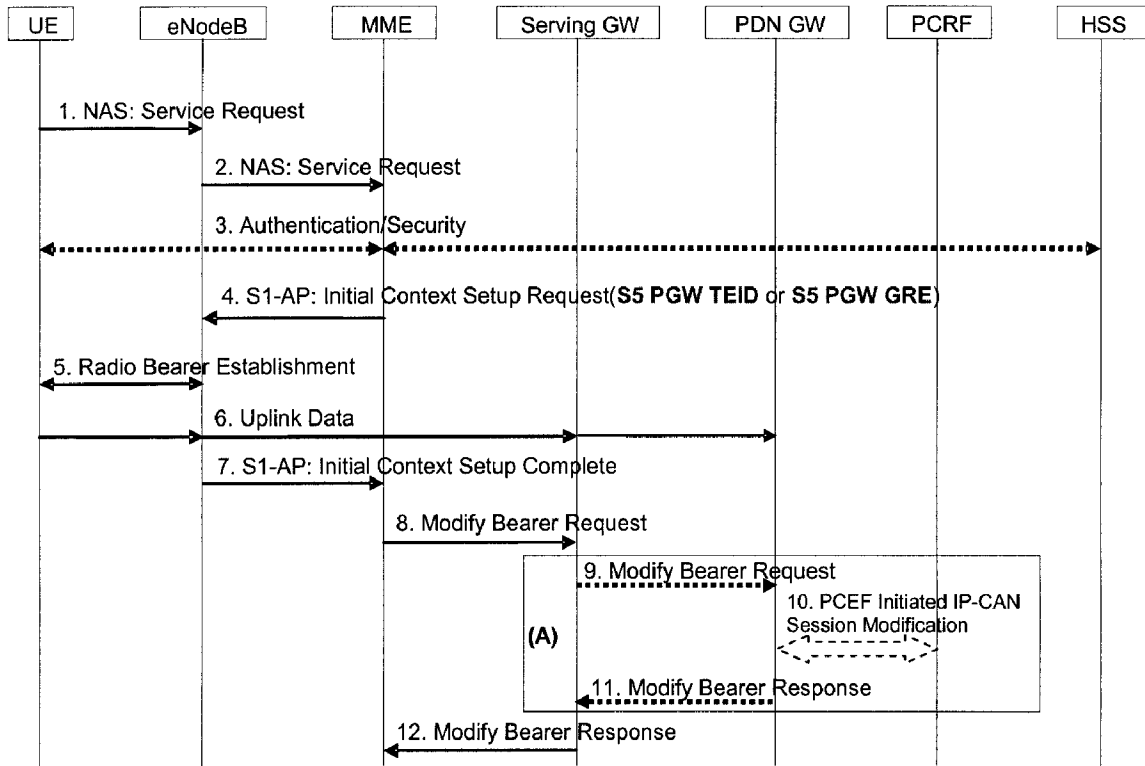 UE eNodeB MME Serving GW PDN GW PCRF HSS
1. NAS: Service Request
2. NAS: Service Request
3. Authentication/Security
4. S1-AP: Initial Context Setup Request(S5 PGW TEID or S5 PGW GRE)
5. Radio Bearer Establishment
6. Uplink Data
7. S1-AP: Initial Context Setup Complete
8. Modify Bearer Request
9. Modify Bearer Request
10. PCEF Initiated IP-CAN
Session Modification
(A)
11. Modify Bearer Response
12. Modify Bearer Response